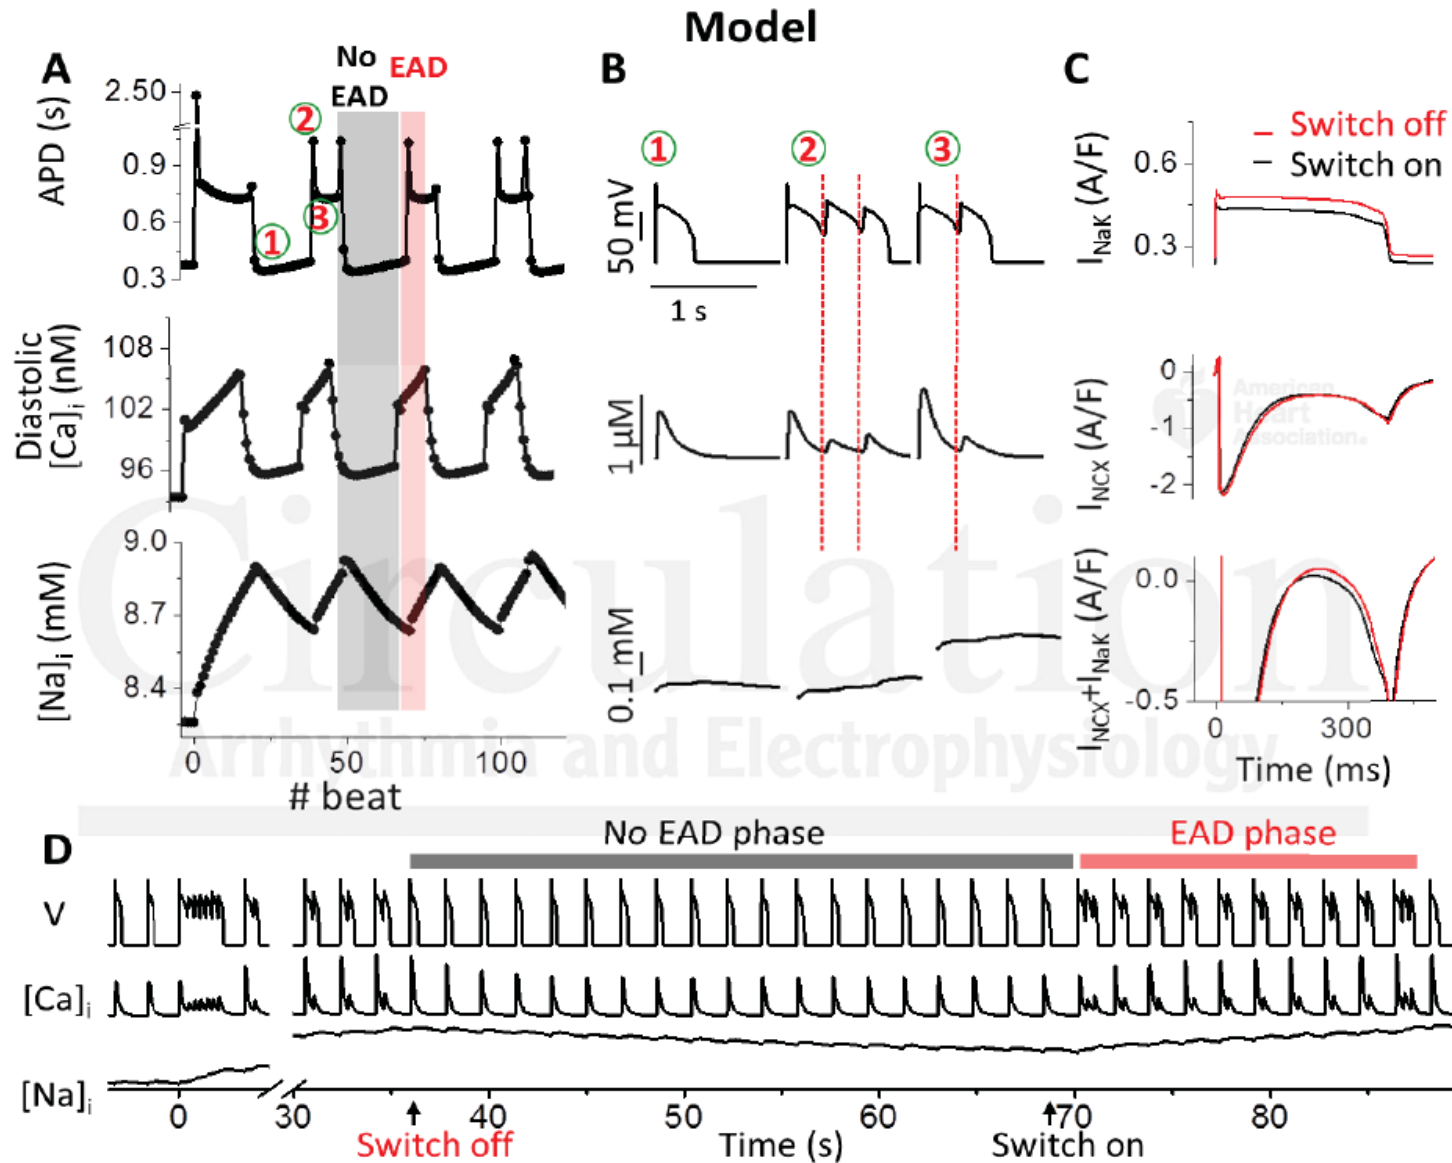 Model
A
No
EAD
EAD
APD (s)
2.50
0.9
0.6
0.3
1
2
3
Diastolic
[Ca]i (nM)
108
102
96
[Na]i (mM)
9.0
8.7
8.4
0
50
100
# beat
B
1
2
3
50 mV
1 s
1 µM
0.1 mM
C
Switch off
Switch on
INaK (A/F)
0.6
0.3
INCX (A/F)
0
1
-2
INCX+INaK (A/F)
0.0
-0.5
0
300
Time (ms)
American
Heart
Association®
Circulation
Arrhythmia and Electrophysiology
D
No EAD phase
EAD phase
V
[Ca]i
[Na]i
0
30
40
50
60
70
80
Switch off
Time (s)
Switch on